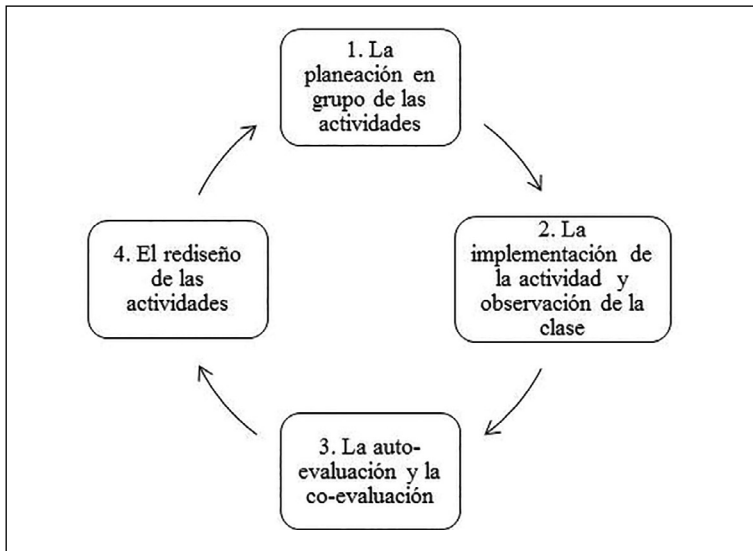 1. La
planeación en
grupo de las
actividades
2. La
implementación de
la actividad y
observación de la
clase
3. La auto-
evaluación y la
co-evaluación
4. El rediseño
de las
actividades